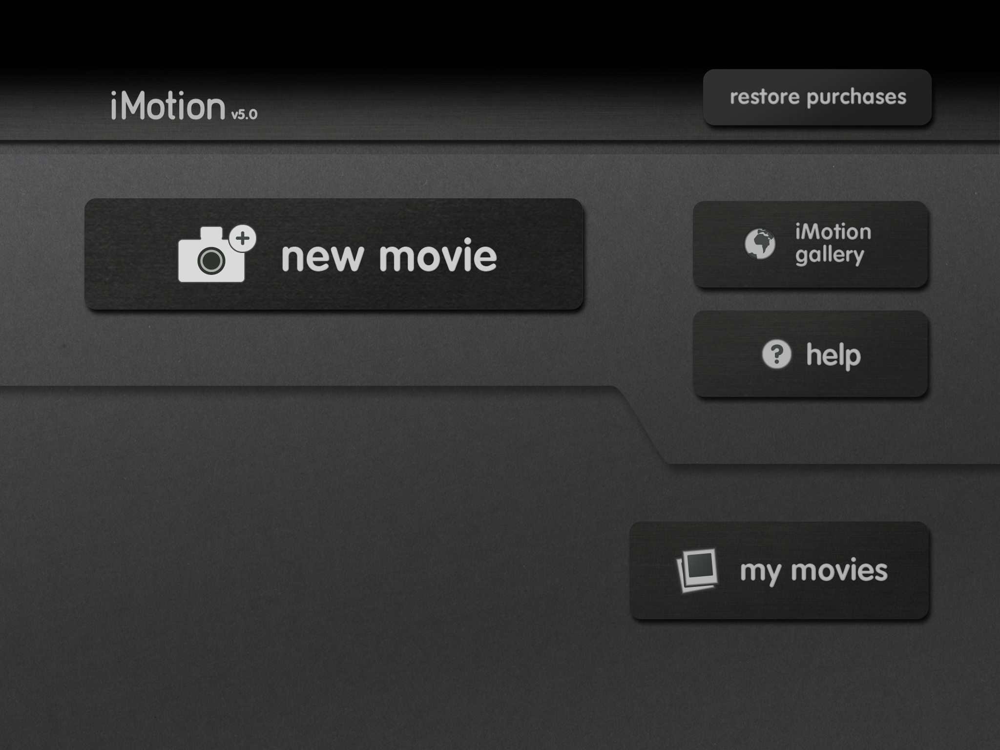 iMotion v5.0
restore purchases
new movie
iMotion
gallery
?
help
my movies